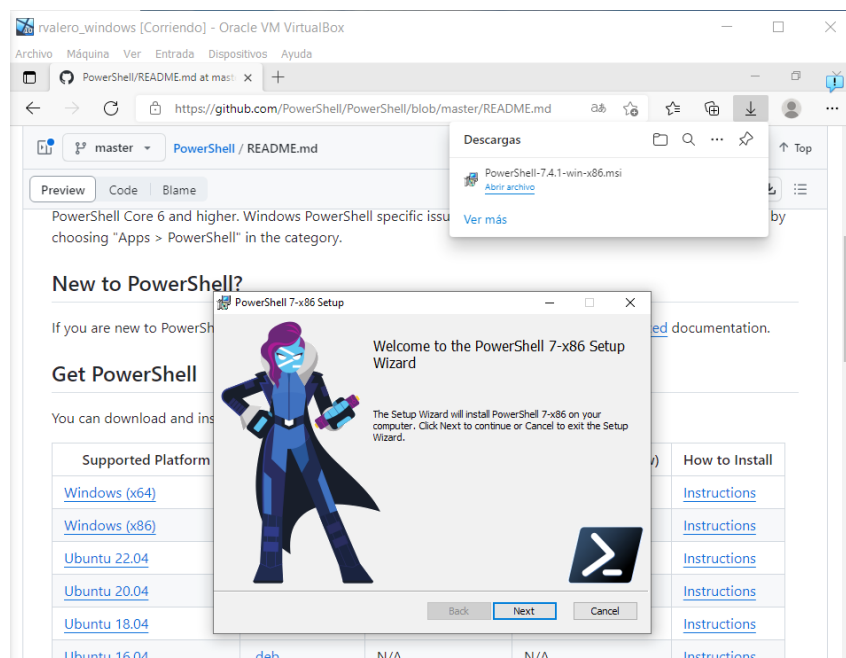 rvalero_windows [Corriendo] - Oracle VM VirtualBox
Archivo Máquina Ver Entrada Dispositivos Ayuda
PowerShell/README.md at mast
https://github.com/PowerShell/PowerShell/blob/master/README.md
master
PowerShell / README.md
Top
Descargas
PowerShell-7.4.1-win-x86.msi
Abrir archivo
Ver más
Preview Code Blame
PowerShell Core 6 and higher. Windows PowerShell specific issu by
choosing "Apps > PowerShell" in the category.
New to PowerShell?
If you are new to PowerSh ed documentation.
Get PowerShell
You can download and ins
Supported Platform How to Install
Windows (x64) Instructions
Windows (x86) Instructions
Ubuntu 22.04 Instructions
Ubuntu 20.04 Instructions
Ubuntu 18.04 Instructions
Ubuntu 16.04 deb N/A N/A Instructions
PowerShell 7-x86 Setup
Welcome to the PowerShell 7-x86 Setup
Wizard
The Setup Wizard will install PowerShell 7-x86 on your
computer. Click Next to continue or Cancel to exit the Setup
Wizard.
Back Next Cancel